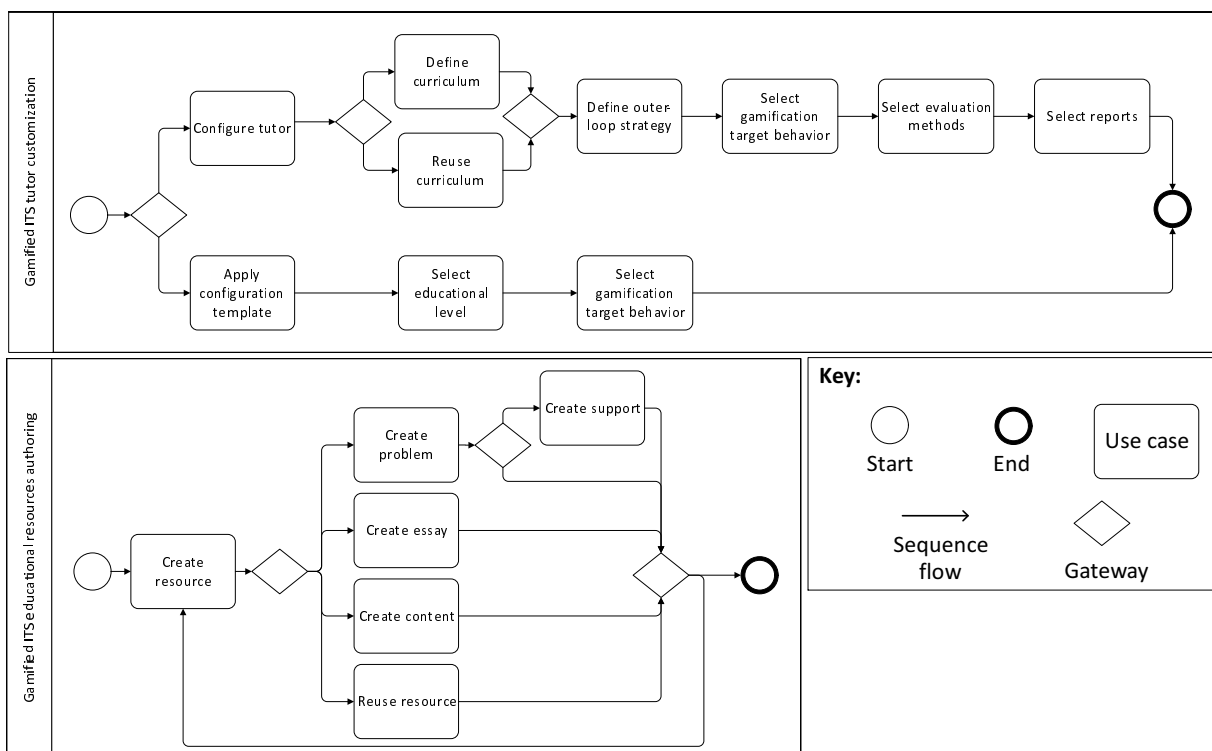 Gamified ITS tutor customization
Define
curriculum
Configure tutor
Reuse
curriculum
Define outer-
loop strategy
Select
gamification
target behavior
Select evaluation
methods
Select reports
Apply
configuration
template
Select
educational
level
Select
gamification
target behavior
Gamified ITS educational resources authoring
Create support
Create
problem
Create essay
Create
resource
Create content
Reuse resource
Key:
Start
End
Use case
Sequence
flow
Gateway